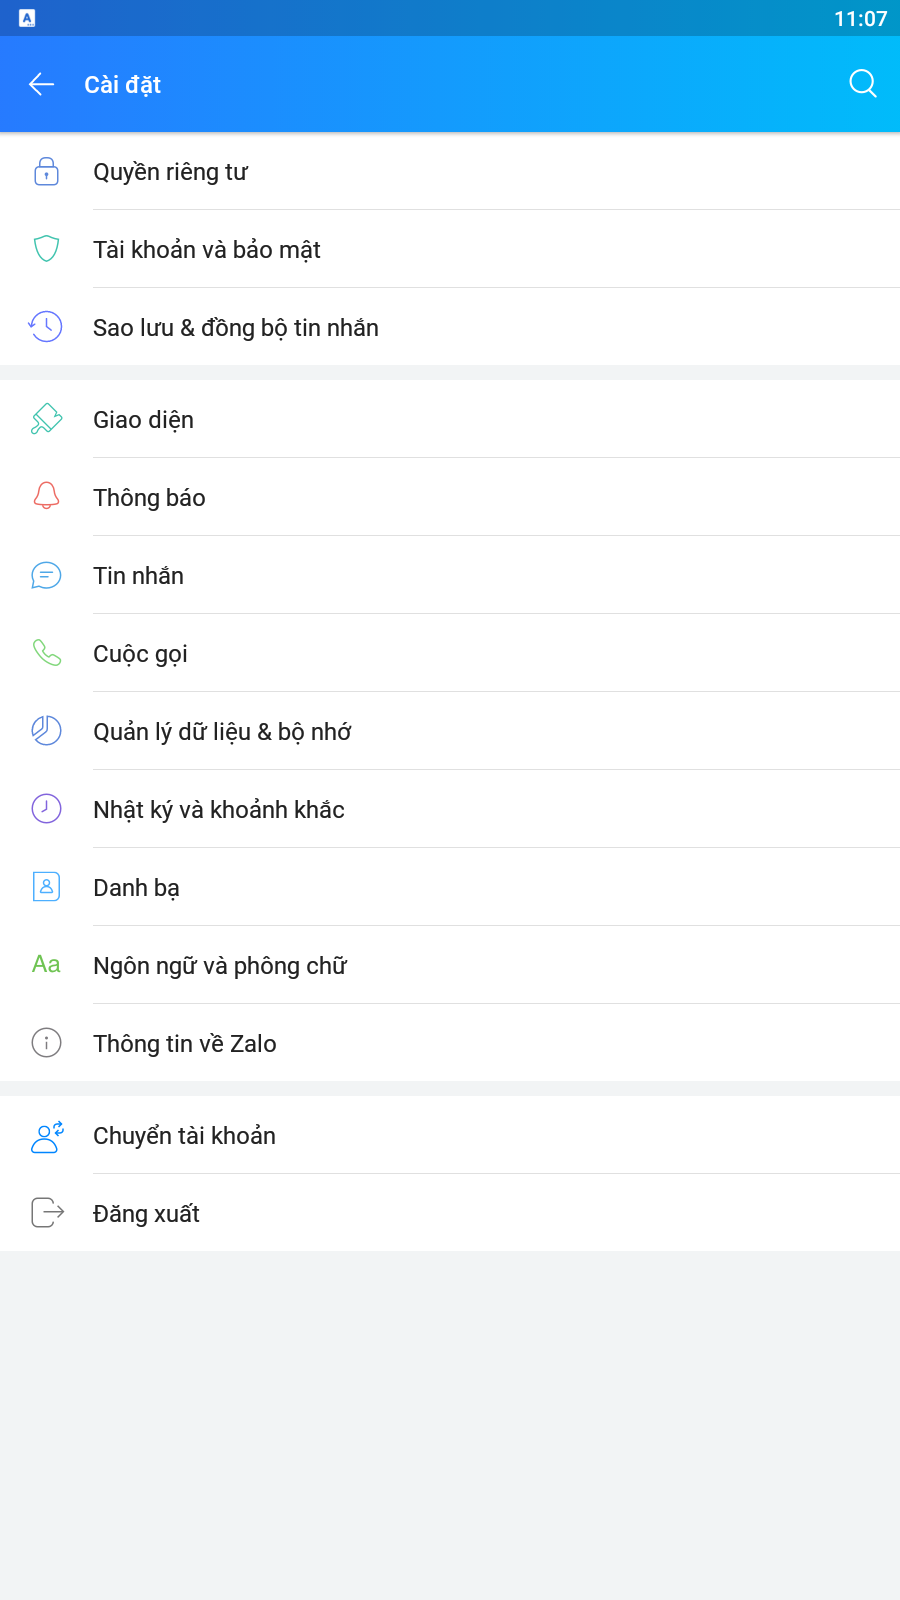 11:07
Cài đặt
Quyền riêng tư
Tài khoản và bảo mật
Sao lưu & đồng bộ tin nhắn
Giao diện
Thông báo
Tin nhắn
Cuộc gọi
Quản lý dữ liệu & bộ nhớ
Nhật ký và khoảnh khắc
Danh bạ
Aa Ngôn ngữ và phông chữ
Thông tin về Zalo
Chuyển tài khoản
Đăng xuất